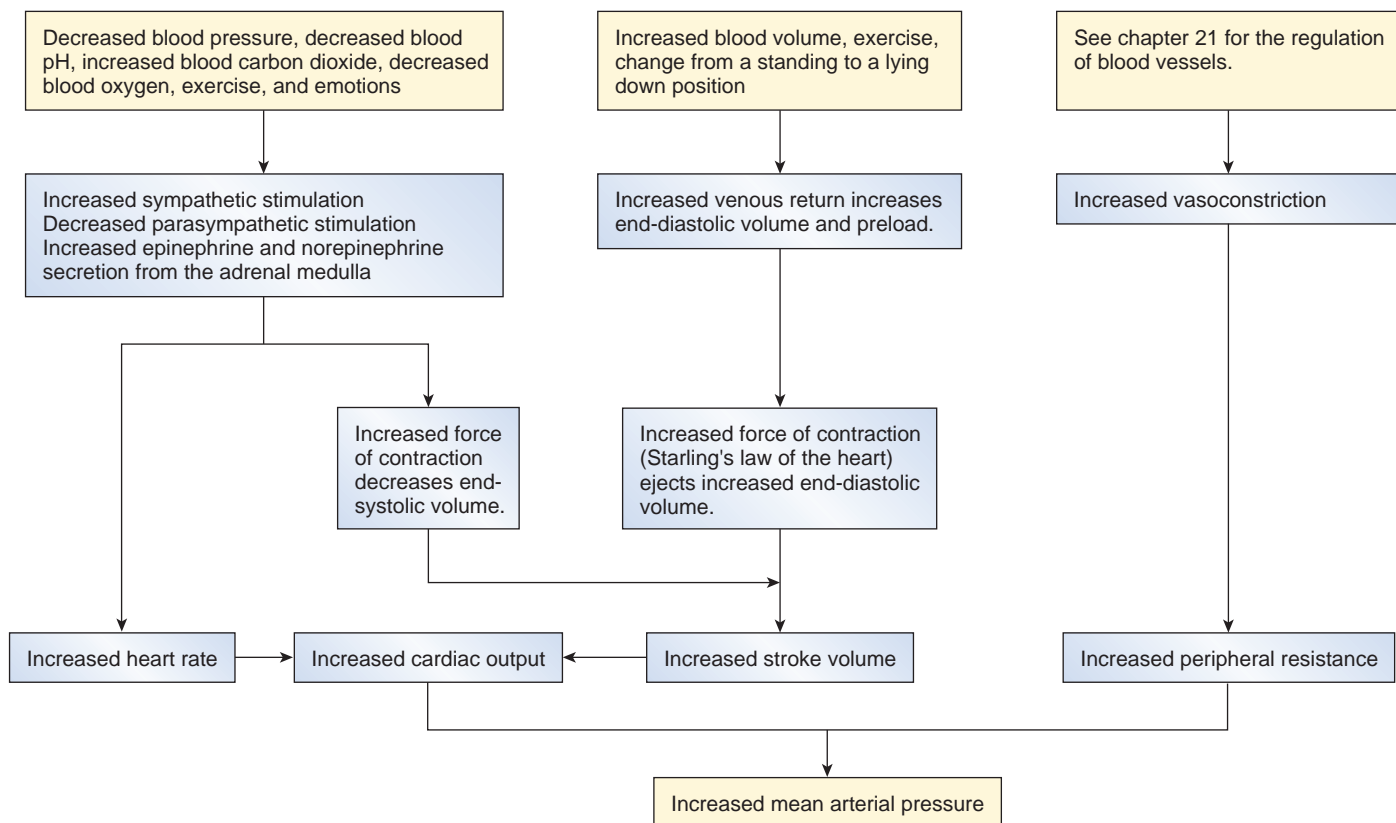 Decreased blood pressure, decreased blood
pH, increased blood carbon dioxide, decreased
blood oxygen, exercise, and emotions
Increased blood volume, exercise,
change from a standing to a lying
down position
See chapter 21 for the regulation
of blood vessels.
Increased sympathetic stimulation
Decreased parasympathetic stimulation
Increased epinephrine and norepinephrine
secretion from the adrenal medulla
Increased venous return increases
end-diastolic volume and preload.
Increased vasoconstriction
Increased force
of contraction
decreases end-
systolic volume.
Increased force of contraction
(Starling's law of the heart)
ejects increased end-diastolic
volume.
Increased heart rate
Increased cardiac output
Increased stroke volume
Increased peripheral resistance
Increased mean arterial pressure